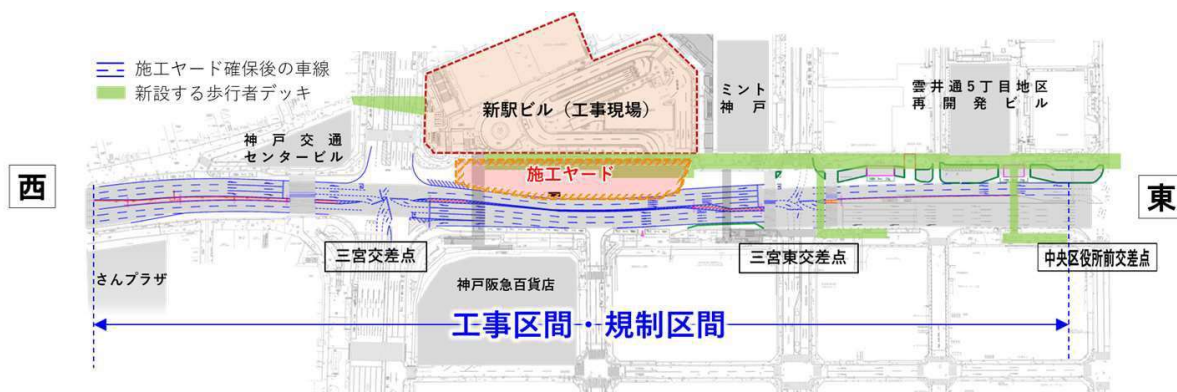 施工ヤード確保後の車線
新設する歩行者デッキ
神戸交通
センタービル
新駅ビル(工事現場)
ミント
神戸
雲井通5丁目地区
再開発ビル
西
施工ヤード
東
三宮交差点
三宮東交差点
中央区役所前交差点
さんプラザ
神戸阪急百貨店
工事区間・規制区間